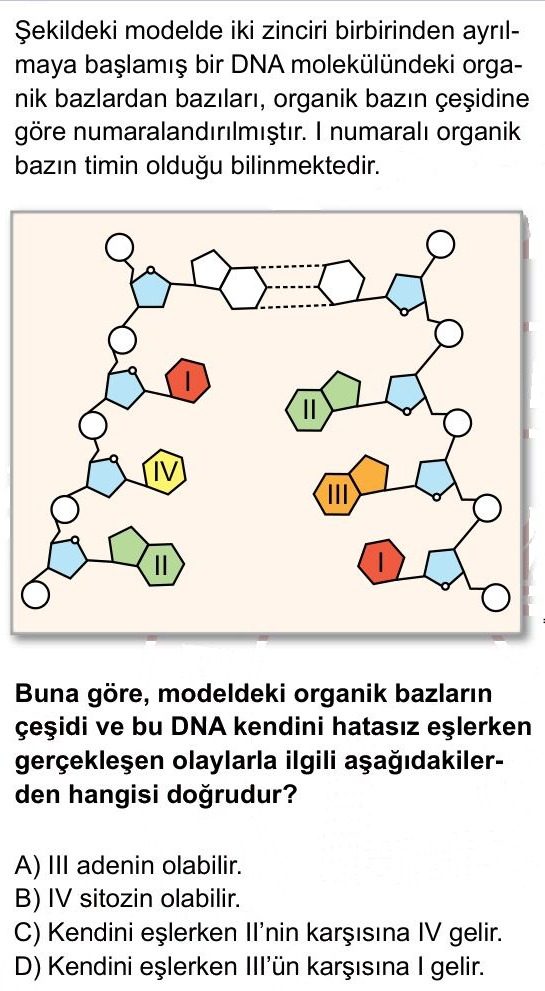 Şekildeki modelde iki zinciri birbirinden ayrıl-
maya başlamış bir DNA molekülündeki orga-
nik bazlardan bazıları, organik bazın çeşidine
göre numaralandırılmıştır. I numaralı organik
bazın timin olduğu bilinmektedir.
I
II
IV
III
II
I
Buna göre, modeldeki organik bazların
çeşidi ve bu DNA kendini hatasız eşlerken
gerçekleşen olaylarla ilgili aşağıdakiler-
den hangisi doğrudur?
A) III adenin olabilir.
B) IV sitozin olabilir.
C) Kendini eşlerken II'nin karşısına IV gelir.
D) Kendini eşlerken III'ün karşısına I gelir.